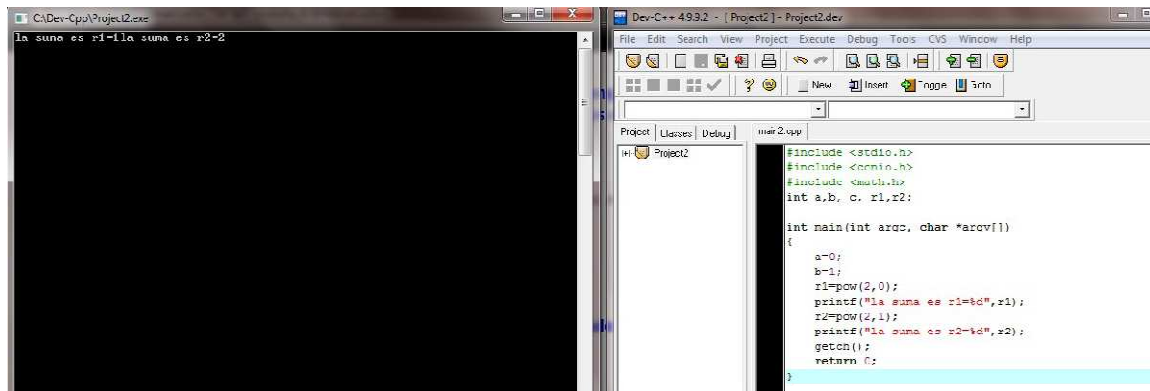 C:\Dev-Cpp\Project2.exe
la suma es r1=1la suma es r2=2
Dev-C++ 4.9.9.2 - [ Project2 ] - Project2.dev
File Edit Search View Project Execute Debug Tools CVS Window Help
New Insert Toggle Goto
Project Classes Debug
main2.cpp
Project2
#include <stdio.h>
#include <conio.h>
#include <math.h>
int a,b, c, r1,r2;
int main(int argc, char *argv[])
{
a=0;
b=1;
r1=pow(2,0);
printf("la suma es r1=%d",r1);
r2=pow(2,1);
printf("la suma es r2=%d",r2);
getch();
return 0;
}